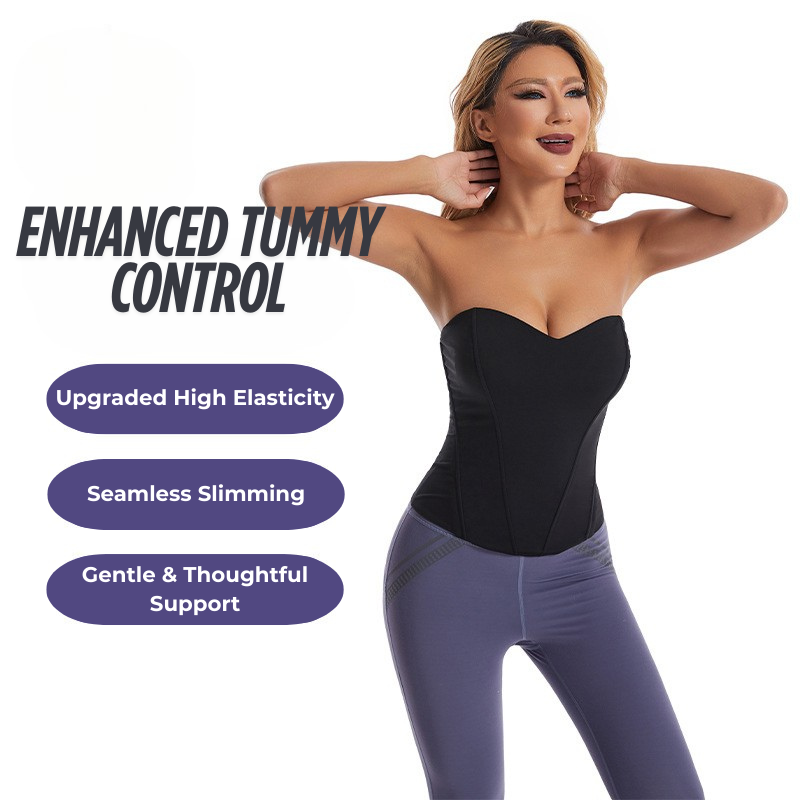 ENHANCED TUMMY
CONTROL
Upgraded High Elasticity
Seamless Slimming
Gentle & Thoughtful
Support